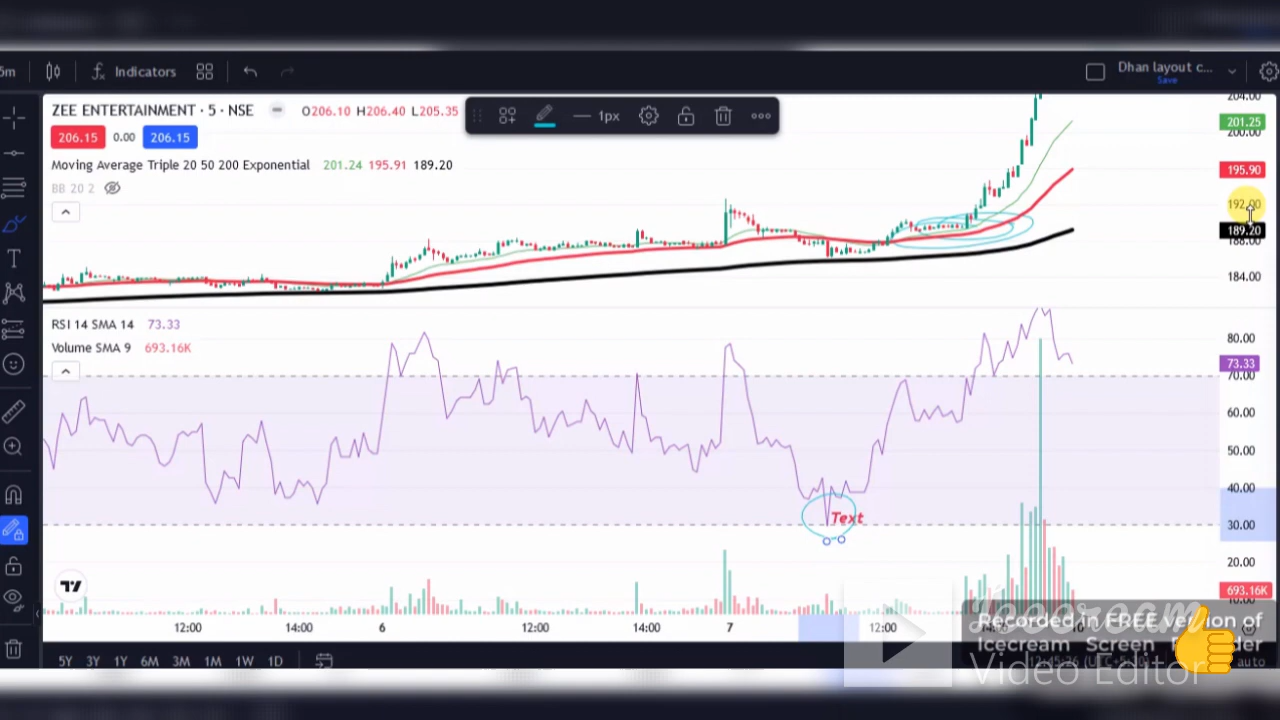 5m Indicators Dhan layout c...
Save
ZEE ENTERTAINMENT · 5 · NSE O206.10 H206.40 L205.35 1px
206.15 0.00 206.15
Moving Average Triple 20 50 200 Exponential 201.24 195.91 189.20
BB 20 2
204.00
201.25
200.00
195.90
192.00
189.20
188.00
184.00
RSI 14 SMA 14 73.33
Volume SMA 9 693.16K
80.00
73.33
70.00
60.00
50.00
40.00
30.00
20.00
693.16K
10.00
Text
12:00 14:00 6 12:00 14:00 7 12:00
Icecream
Recorded in FREE version of
Icecream Screen
Video Editor
5Y 3Y 1Y 6M 3M 1M 1W 1D auto